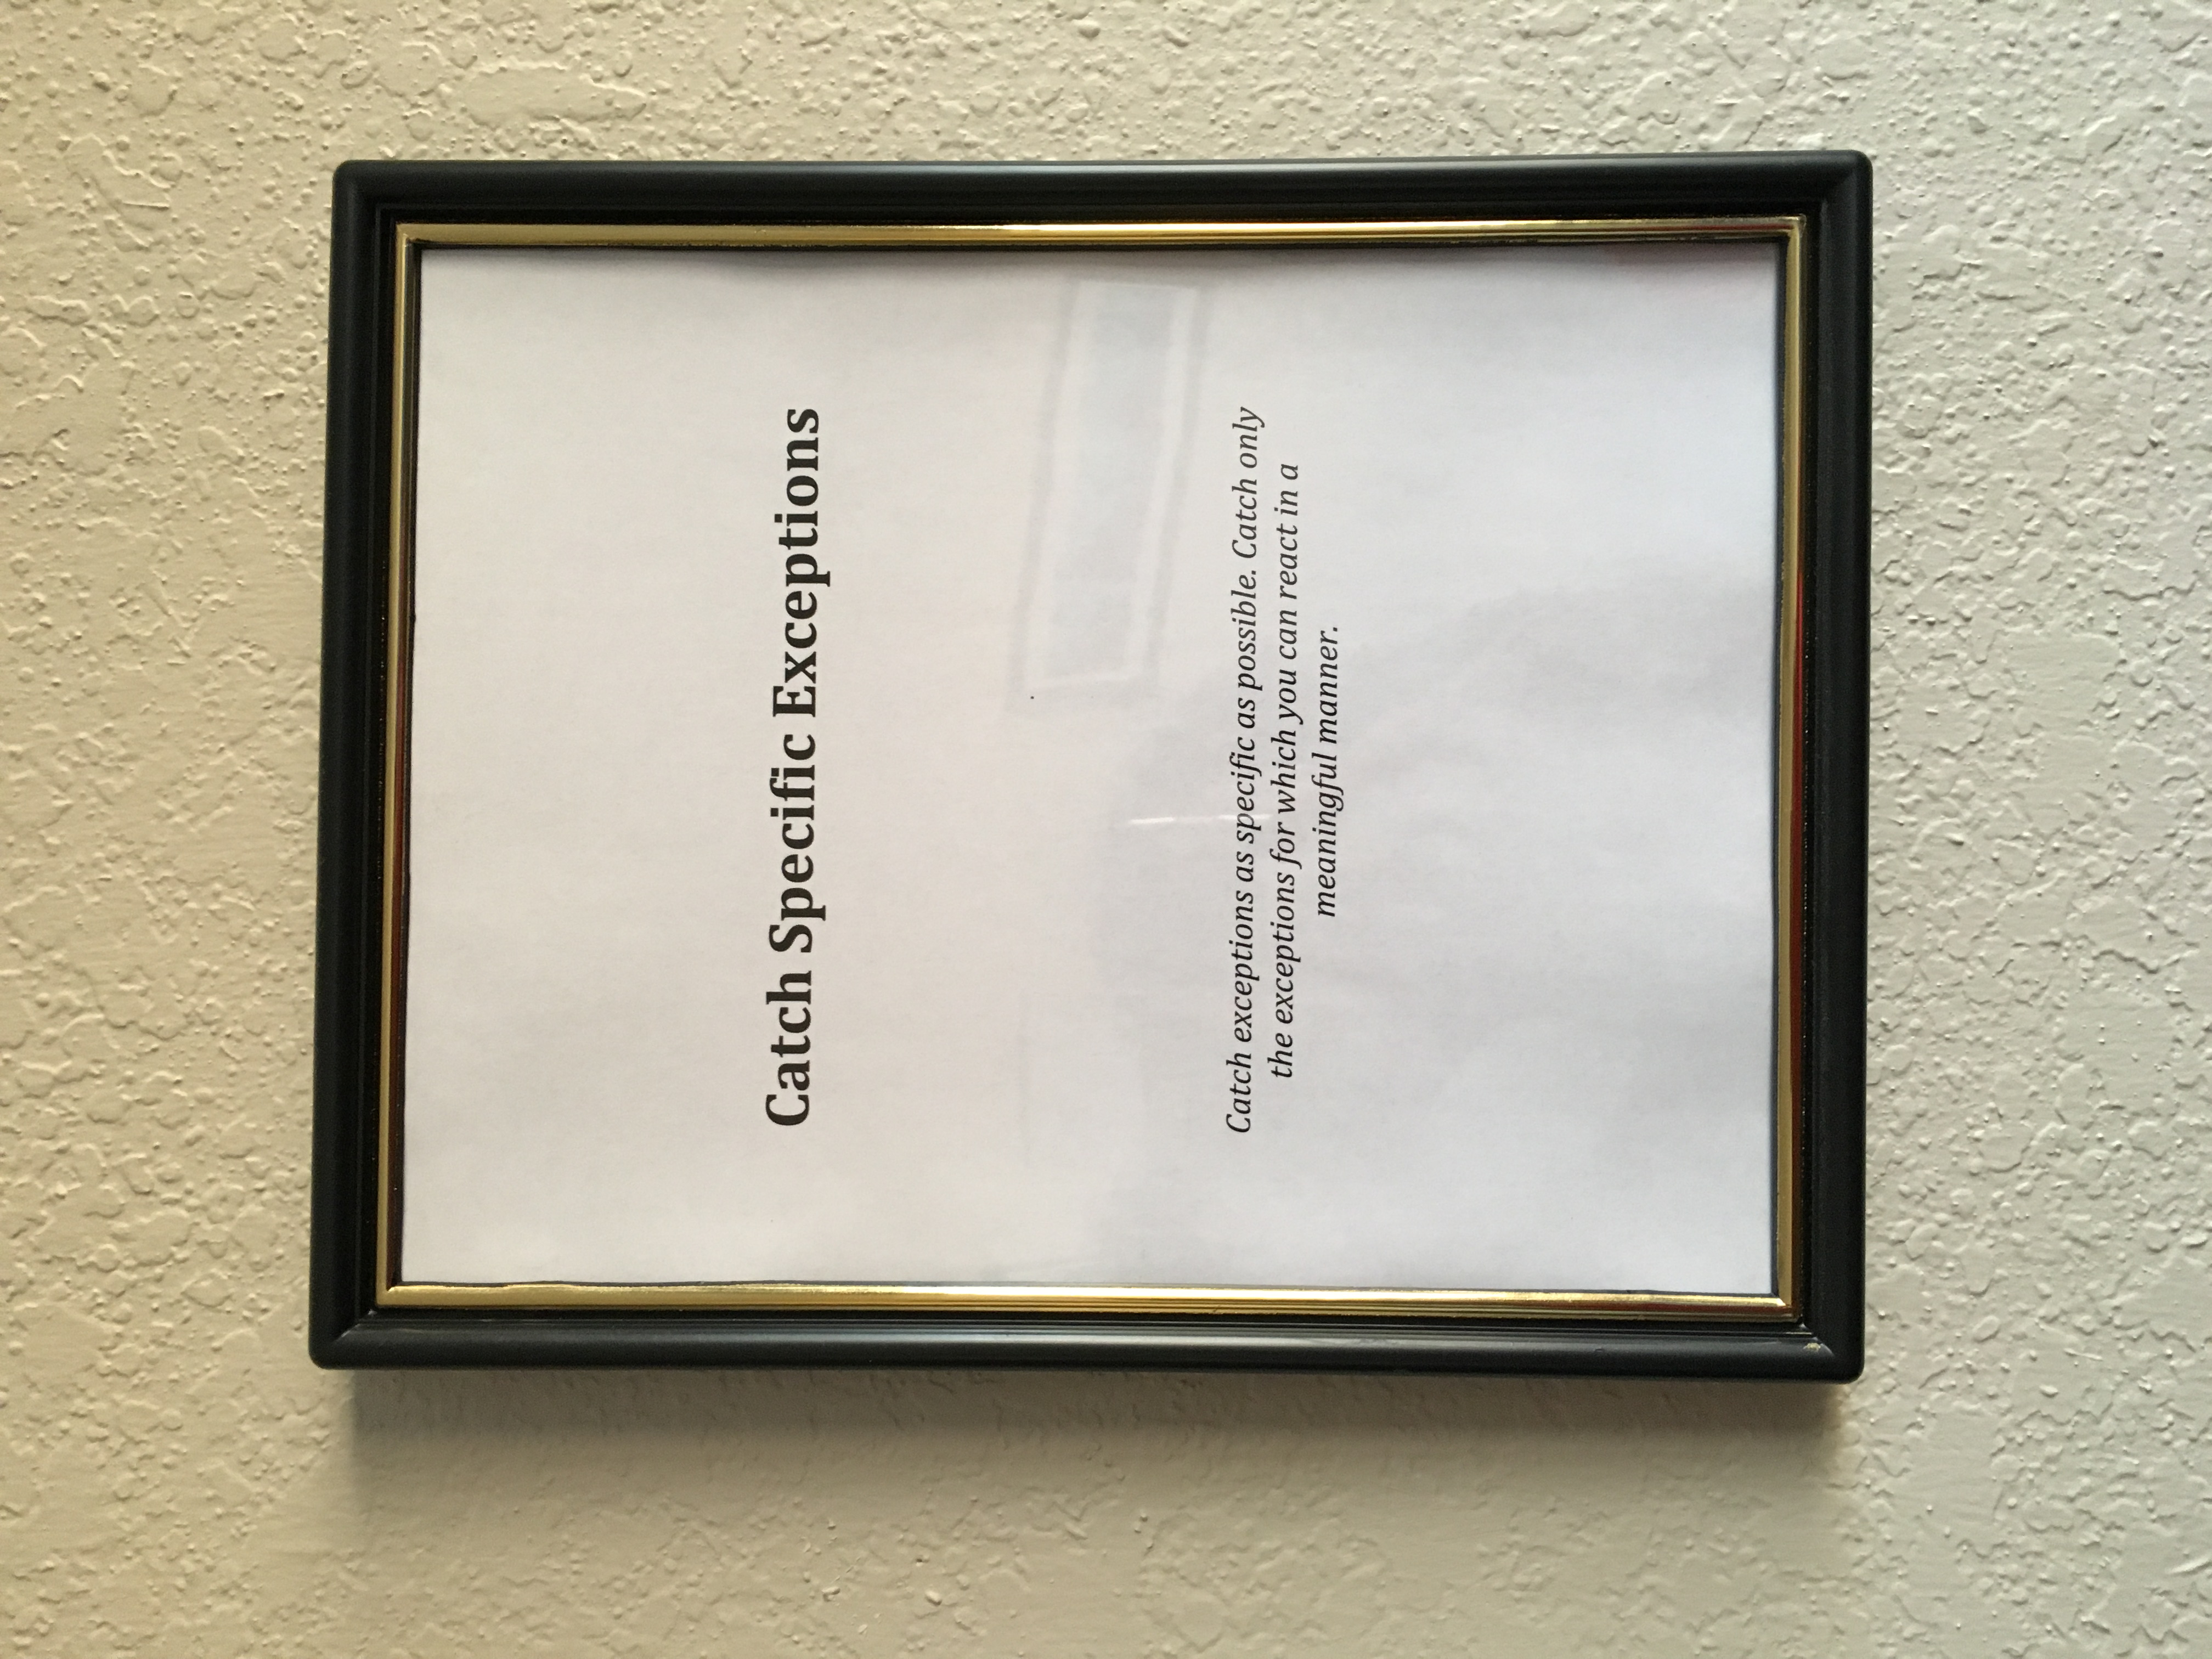 Catch Specific Exceptions
Catch exceptions as specific as possible. Catch only
the exceptions for which you can react in a
meaningful manner.